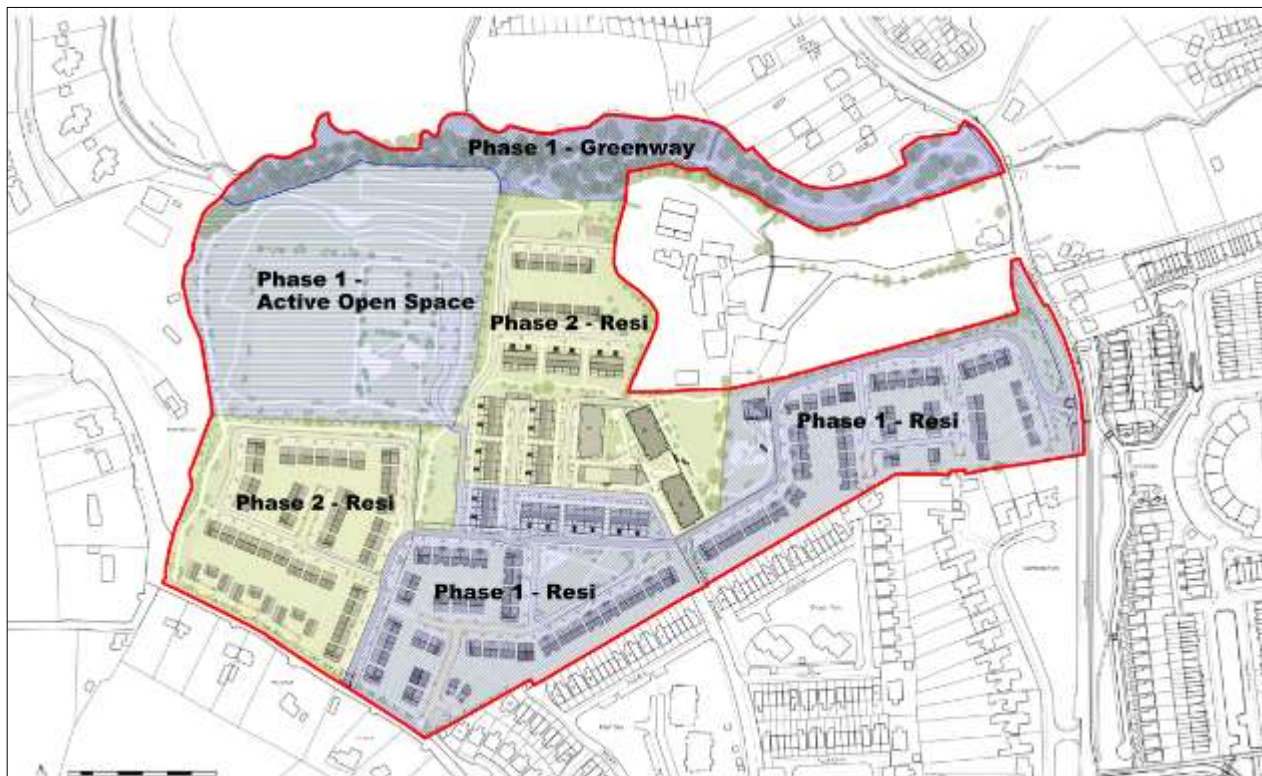 Phase 1 - Greenway
Phase 1 -
Active Open Space
Phase 2 - Resi
Phase 1 - Resi
Phase 2 - Resi
Phase 1 - Resi